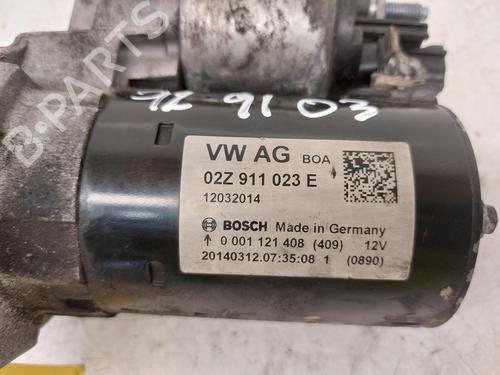 B-PARTS
92 91 03
VW AG BOA
02Z 911 023 E
12032014
BOSCH Made in Germany
0 001 121 408 (409) 12V
20140312.07:35:08 1 (0890)